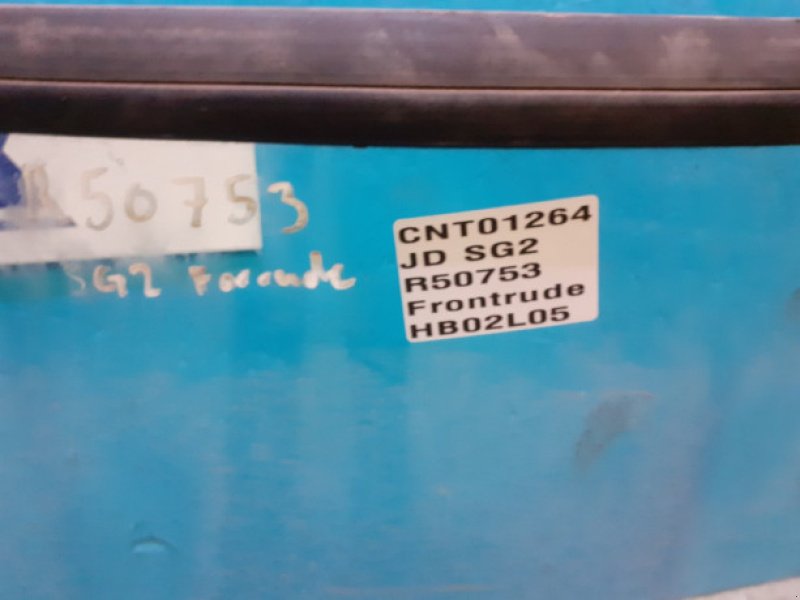 R50753
SG2 Forrude
CNT01264
JD SG2
R50753
Frontrude
HB02L05